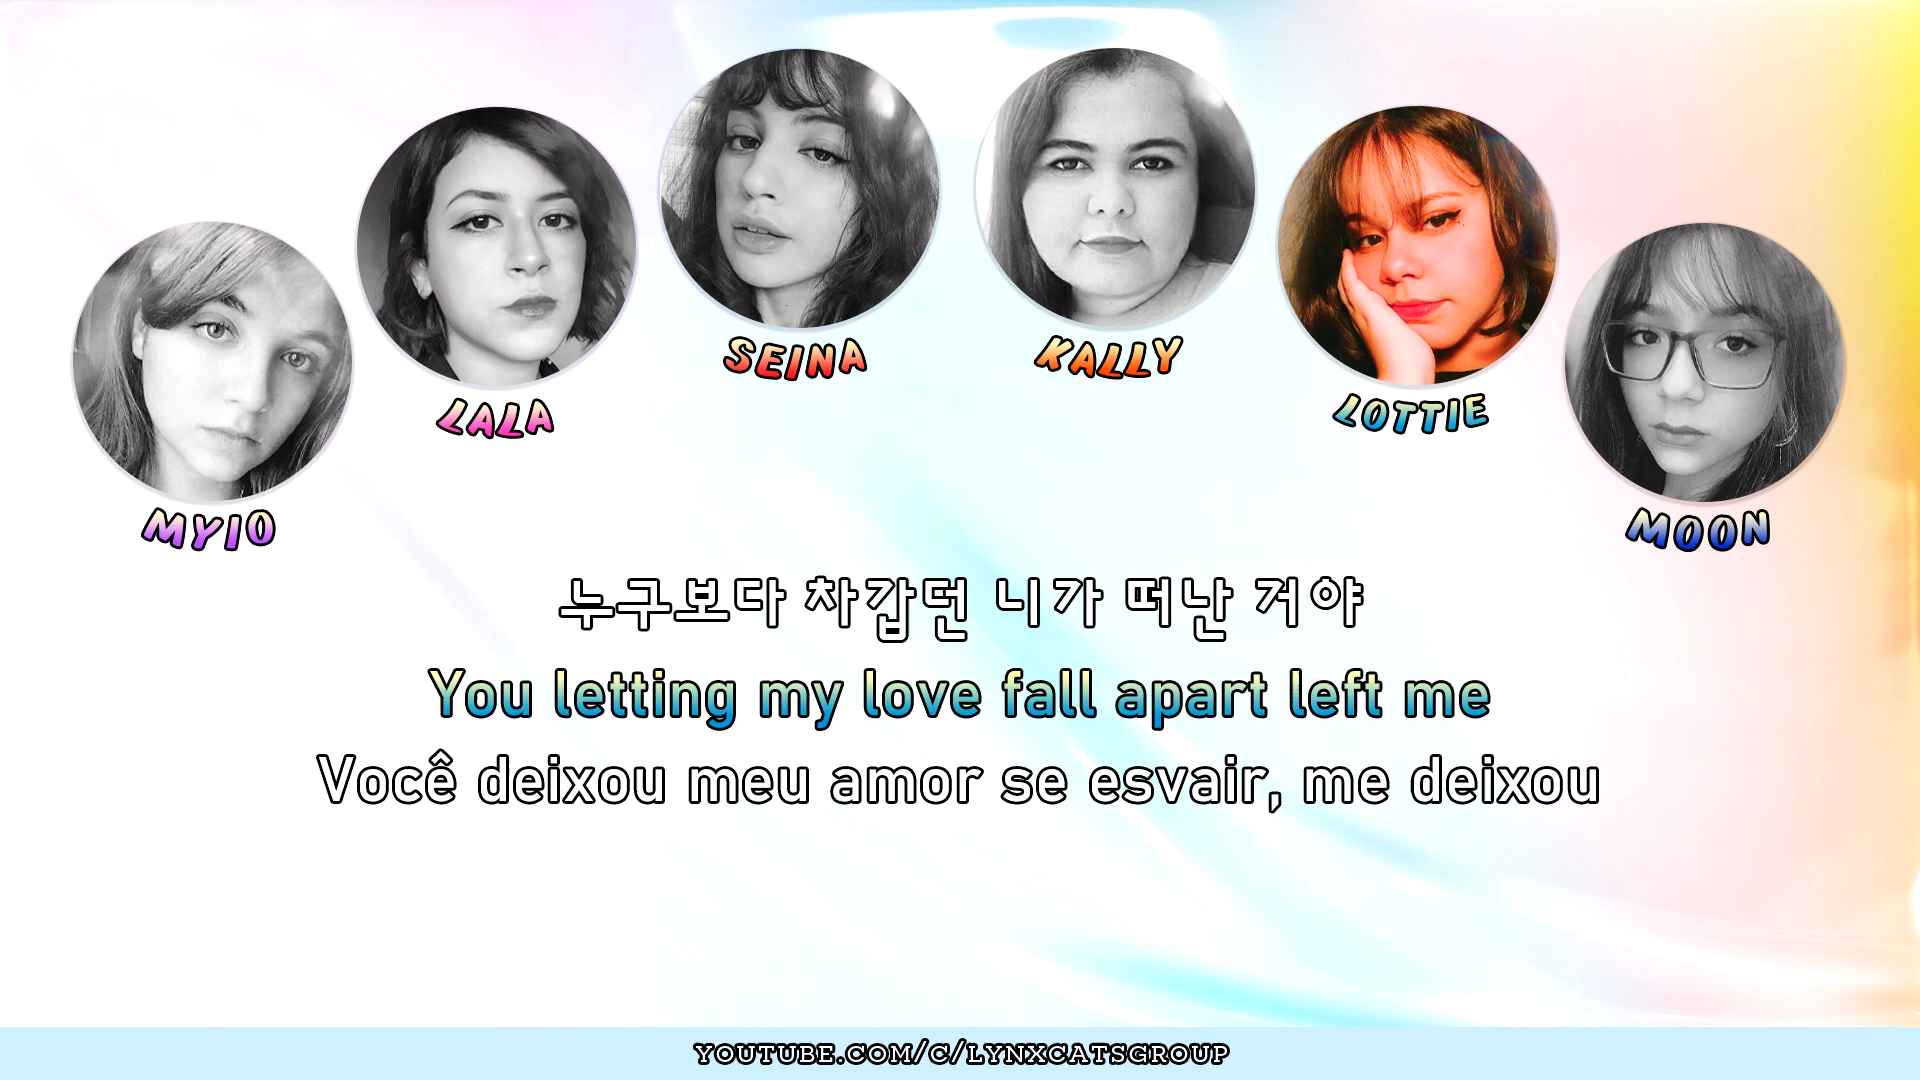 SEINA
KALLY
LALA
LOTTIE
MYIO
MOON
누구보다 차갑던 니가 떠난 거야
You letting my love fall apart left me
Você deixou meu amor se esvair, me deixou
YOUTUBE.COM/C/LYNXCATSGROUP